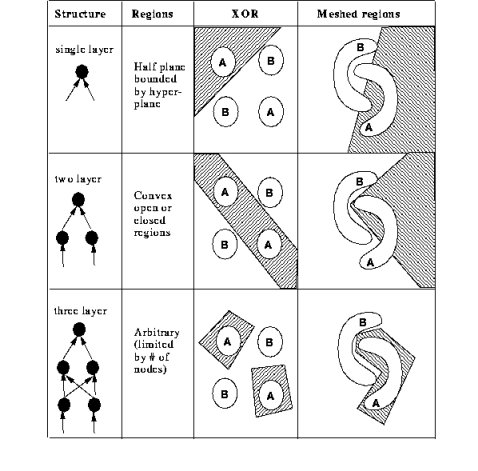 Structure Regions XOR Meshed regions
single layer
Half plane
bounded
by hyper-
plane
A B
B A
B
A
two layer
Convex
open or
closed
regions
A B
B A
B
A
three layer
Arbitrary
(limited
by # of
nodes)
A B
B A
B
A